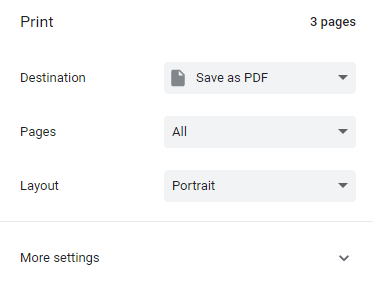 Print 3 pages
Destination Save as PDF
Pages All
Layout Portrait
More settings